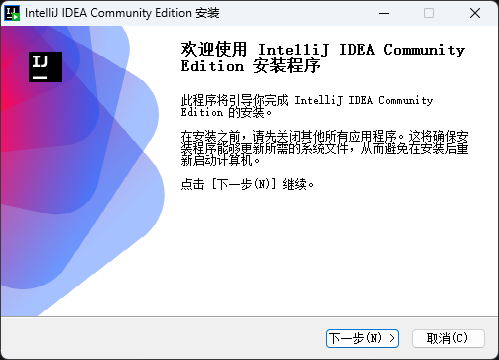 IntelliJ IDEA Community Edition 安装
IJ
欢迎使用 IntelliJ IDEA Community
Edition 安装程序
此程序将引导你完成 IntelliJ IDEA Community
Edition 的安装。
在安装之前，请先关闭其他所有应用程序。这将确保安
装程序能够更新所需的系统文件，从而避免在安装后重
新启动计算机。
点击 [下一步(N)] 继续。
下一步(N) >
取消(C)